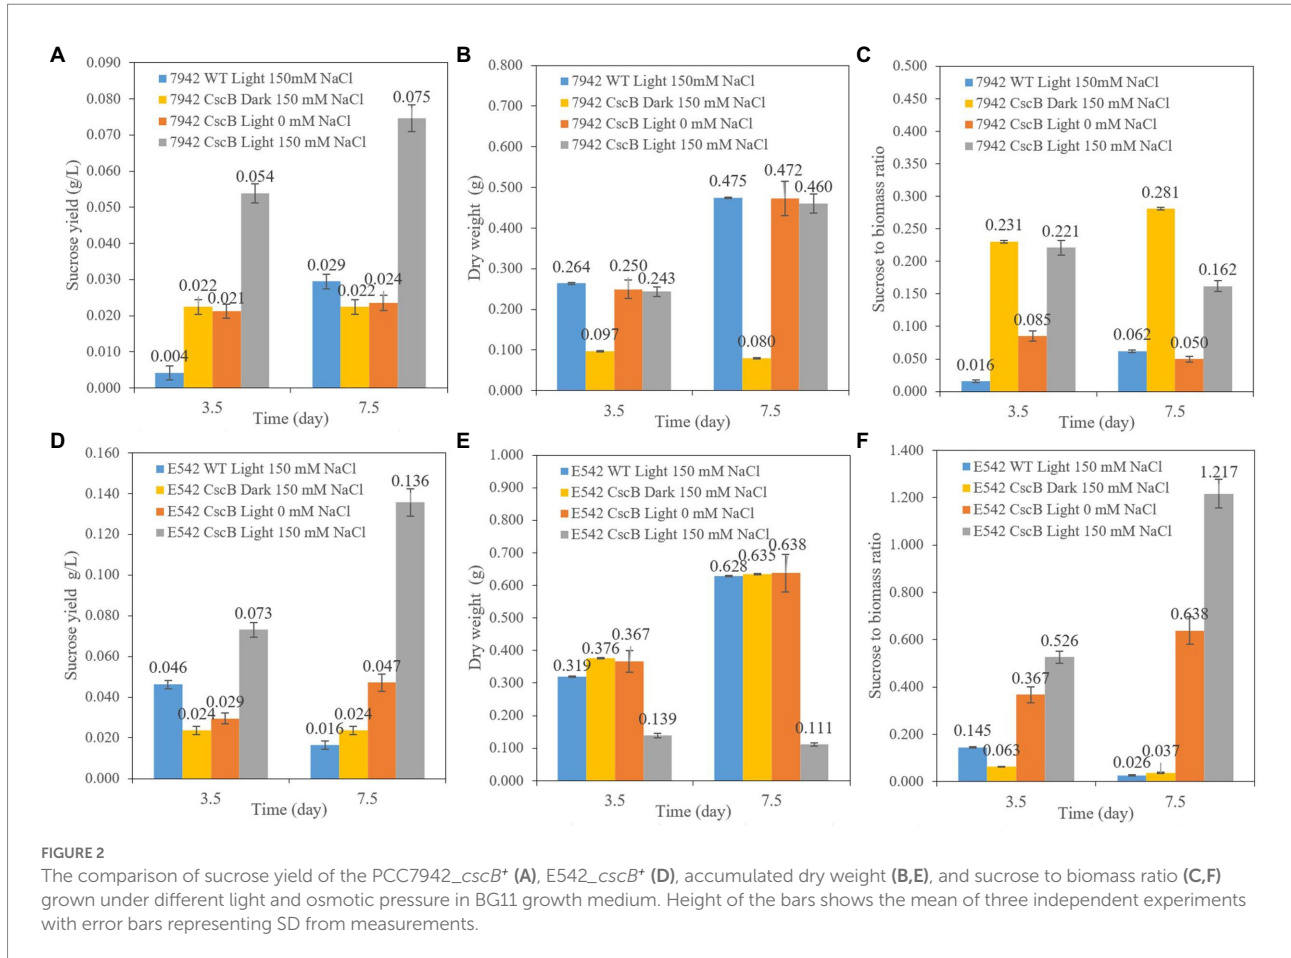 A
0.090
0.080
0.070
0.060
0.050
0.040
0.030
0.020
0.010
0.000
Sucrose yield (g/L)
7942 WT Light 150mM NaCl
7942 CscB Dark 150 mM NaCl
7942 CscB Light 0 mM NaCl
7942 CscB Light 150 mM NaCl
0.004
0.022
0.021
0.054
0.029
0.022
0.024
0.075
3.5
7.5
Time (day)
B
0.800
0.700
0.600
0.500
0.400
0.300
0.200
0.100
0.000
Dry weight (g)
7942 WT Light 150mM NaCl
7942 CscB Dark 150 mM NaCl
7942 CscB Light 0 mM NaCl
7942 CscB Light 150 mM NaCl
0.264
0.097
0.250
0.243
0.475
0.080
0.472
0.460
3.5
7.5
Time (day)
C
0.500
0.450
0.400
0.350
0.300
0.250
0.200
0.150
0.100
0.050
0.000
Sucrose to biomass ratio
7942 WT Light 150mM NaCl
7942 CscB Dark 150 mM NaCl
7942 CscB Light 0 mM NaCl
7942 CscB Light 150 mM NaCl
0.016
0.231
0.085
0.221
0.062
0.281
0.050
0.162
3.5
7.5
Time (day)
D
0.160
0.140
0.120
0.100
0.080
0.060
0.040
0.020
0.000
Sucrose yield g/L)
E542 WT Light 150 mM NaCl
E542 CscB Dark 150 mM NaCl
E542 CscB Light 0 mM NaCl
E542 CscB Light 150 mM NaCl
0.046
0.024
0.029
0.073
0.016
0.024
0.047
0.136
3.5
7.5
Time (day)
E
1.000
0.900
0.800
0.700
0.600
0.500
0.400
0.300
0.200
0.100
0.000
Dry weight (g)
E542 WT Light 150 mM NaCl
E542 CscB Dark 150 mM NaCl
E542 CscB Light 0 mM NaCl
E542 CscB Light 150 mM NaCl
0.319
0.376
0.367
0.139
0.628
0.635
0.638
0.111
3.5
7.5
Time (day)
F
1.400
1.200
1.000
0.800
0.600
0.400
0.200
0.000
Sucrose to biomass ratio
E542 WT Light 150 mM NaCl
E542 CscB Dark 150 mM NaCl
E542 CscB Light 0 mM NaCl
E542 CscB Light 150 mM NaCl
0.145
0.063
0.367
0.526
0.026
0.037
0.638
1.217
3.5
7.5
Time (day)
FIGURE 2
The comparison of sucrose yield of the PCC7942_cscB⁺ (A), E542_cscB⁺ (D), accumulated dry weight (B,E), and sucrose to biomass ratio (C,F)
grown under different light and osmotic pressure in BG11 growth medium. Height of the bars shows the mean of three independent experiments
with error bars representing SD from measurements.